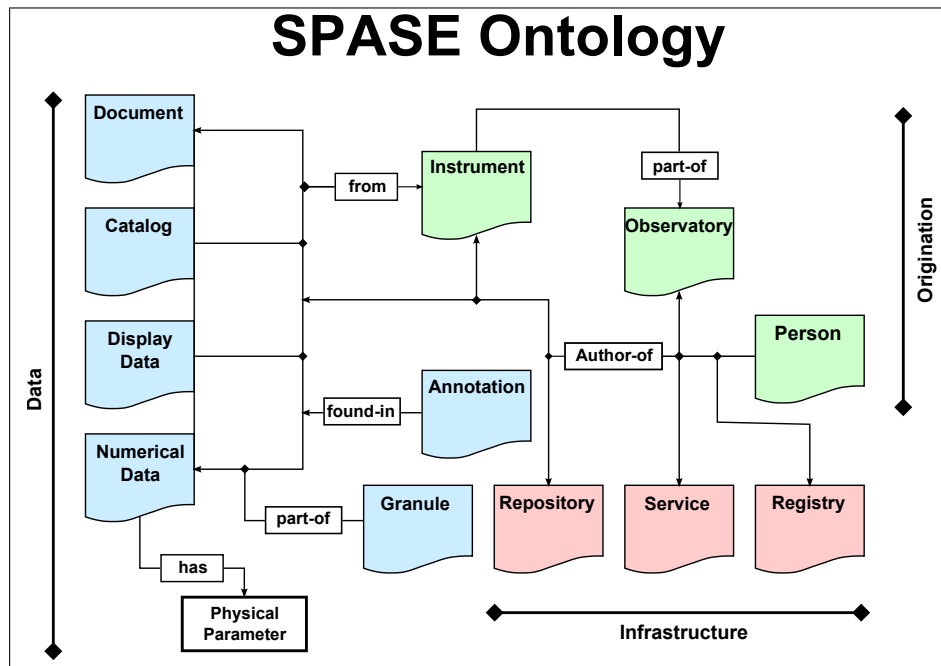 SPASE Ontology
Document
Instrument
part-of
from
Catalog
Observatory
Origination
Display
Data
Person
Author-of
Data
Annotation
found-in
Numerical
Data
Granule
part-of
Repository
Service
Registry
has
Physical
Parameter
Infrastructure